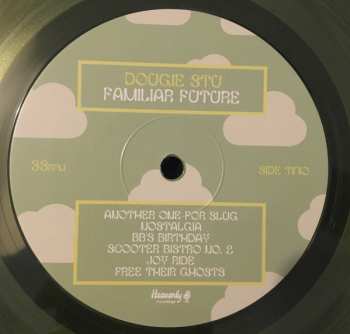 DOUGIE STU
FAMILIAR FUTURE
33RPM
SIDE TWO
ANOTHER ONE FOR SLUG
NOSTALGIA
BB'S BIRTHDAY
SCOOTER BISTRO NO. 2
JOY RIDE
FREE THEIR GHOSTS
Heavenly
recordings